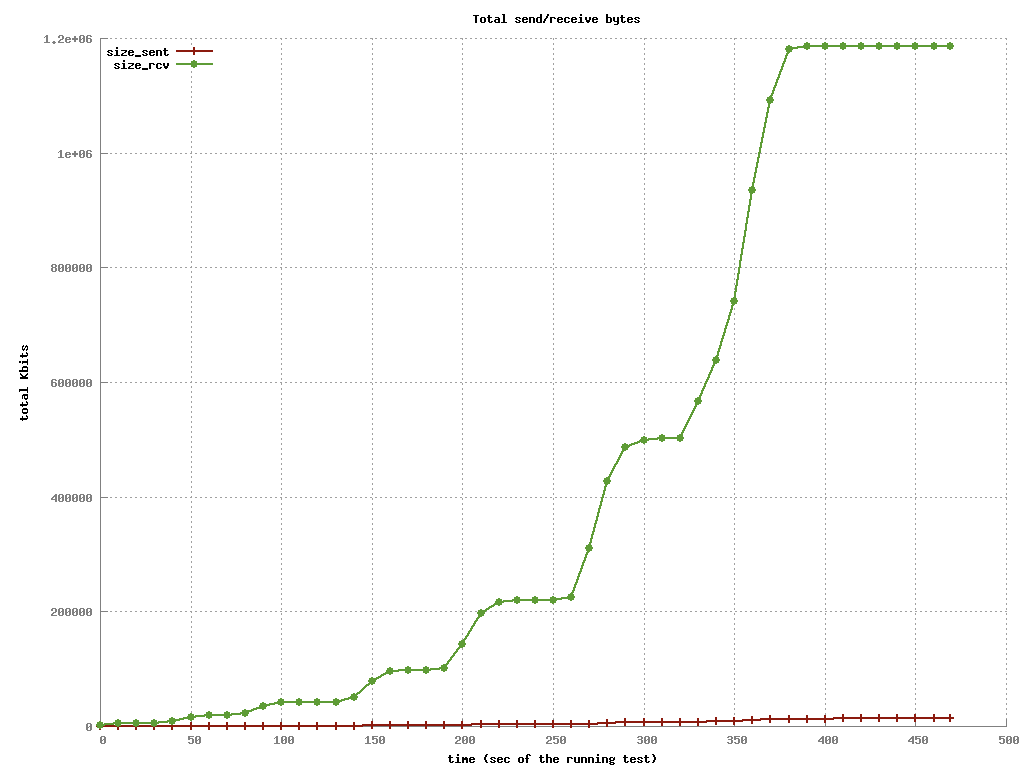 Total send/receive bytes
1.2e+06
size_sent
size_rcv
1e+06
800000
600000
total Kbits
400000
200000
0
0 50 100 150 200 250 300 350 400 450 500
time (sec of the running test)